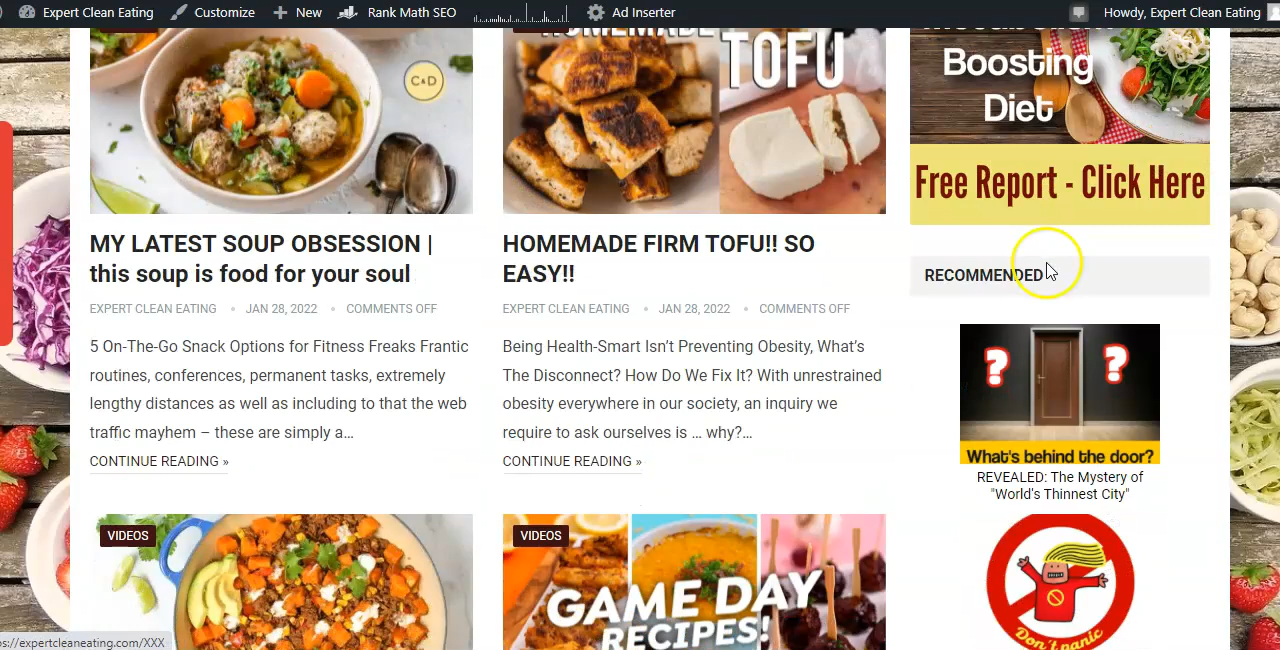 Expert Clean Eating
Customize
New
Rank Math SEO
Ad Inserter
Howdy, Expert Clean Eating
HOMEMADE
TOFU
C&D
Boosting
Diet
Free Report - Click Here
MY LATEST SOUP OBSESSION |
this soup is food for your soul
EXPERT CLEAN EATING • JAN 28, 2022 • COMMENTS OFF
5 On-The-Go Snack Options for Fitness Freaks Frantic
routines, conferences, permanent tasks, extremely
lengthy distances as well as including to that the web
traffic mayhem – these are simply a…
CONTINUE READING »
HOMEMADE FIRM TOFU!! SO
EASY!!
EXPERT CLEAN EATING • JAN 28, 2022 • COMMENTS OFF
Being Health-Smart Isn’t Preventing Obesity, What’s
The Disconnect? How Do We Fix It? With unrestrained
obesity everywhere in our society, an inquiry we
require to ask ourselves is … why?…
CONTINUE READING »
RECOMMENDED
? ?
What's behind the door?
REVEALED: The Mystery of
"World's Thinnest City"
VIDEOS
VIDEOS
GAME DAY
RECIPES!
Don't panic
ps://expertcleaneating.com/XXX